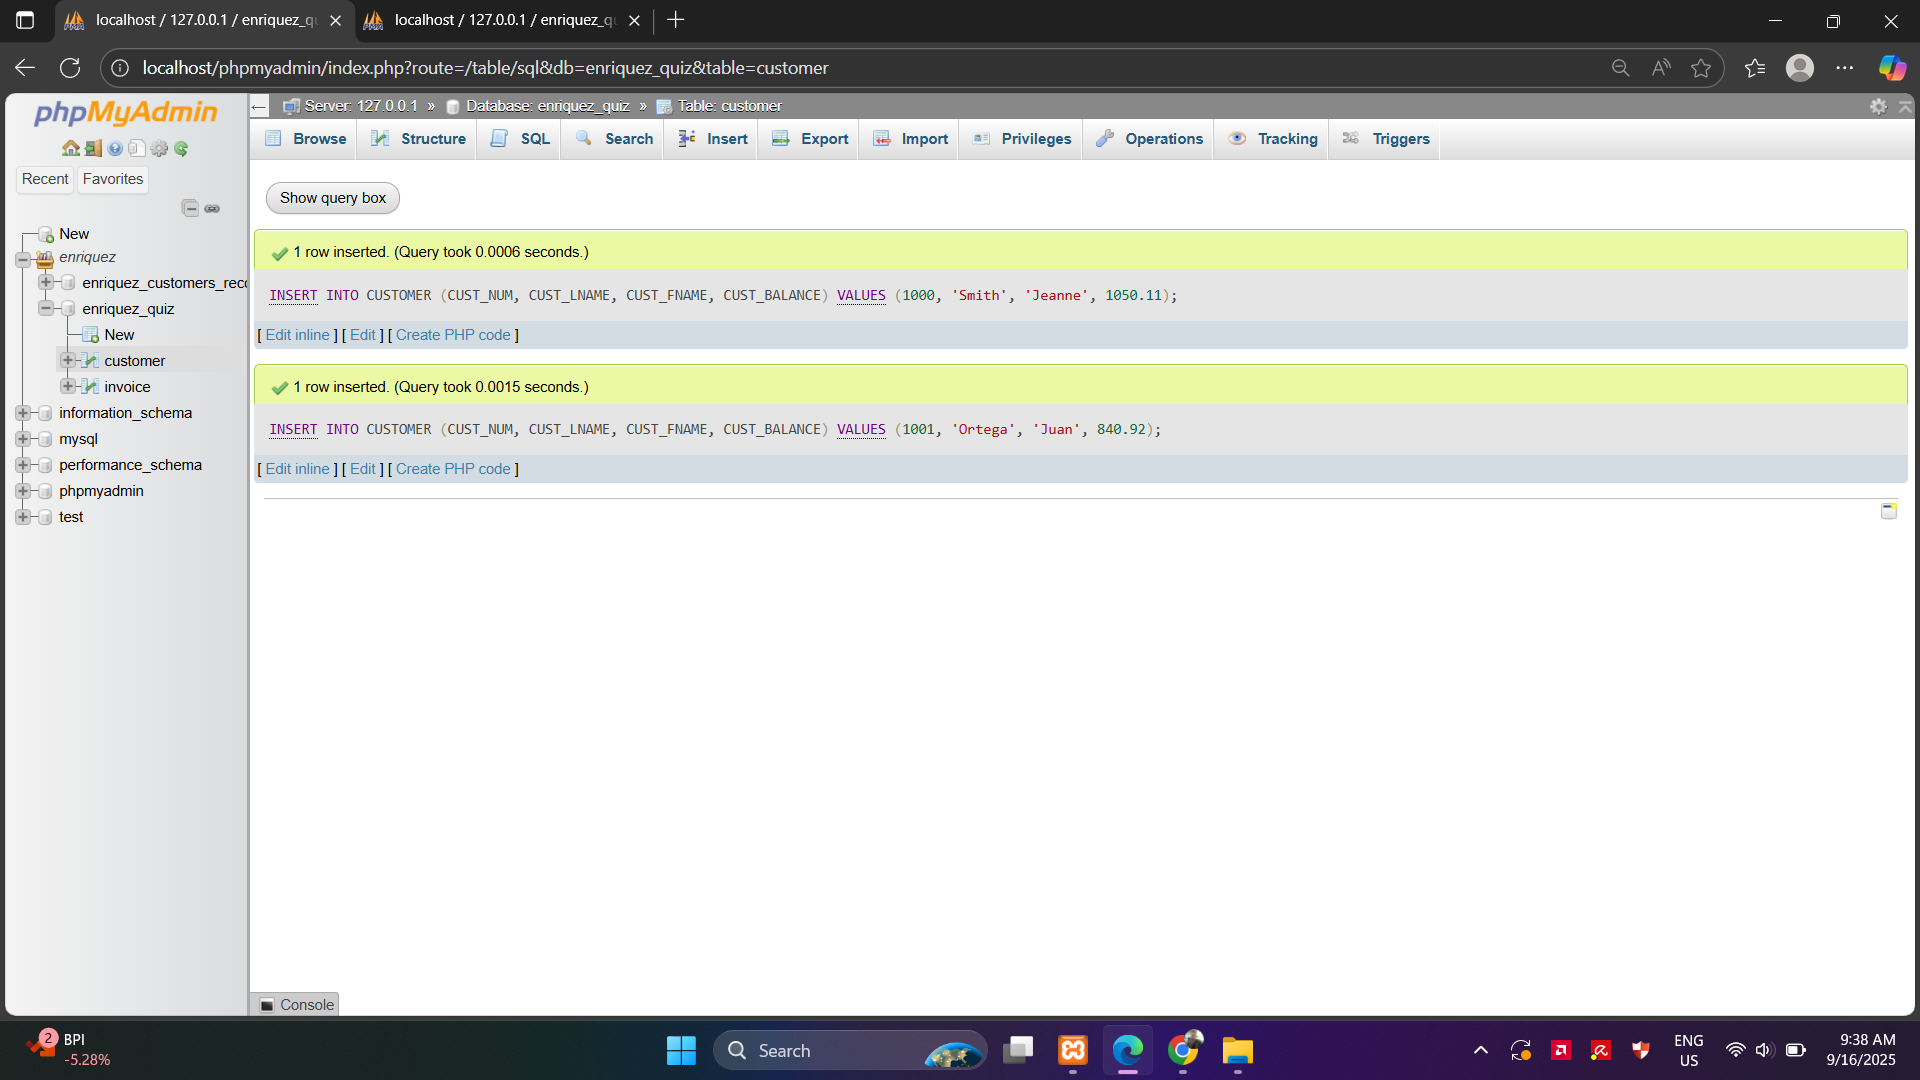 localhost / 127.0.0.1 / enriquez_qu
localhost / 127.0.0.1 / enriquez_qu
localhost/phpmyadmin/index.php?route=/table/sql&db=enriquez_quiz&table=customer
phpMyAdmin
Recent
Favorites
New
enriquez
enriquez_customers_reco
enriquez_quiz
New
customer
invoice
information_schema
mysql
performance_schema
phpmyadmin
test
Server: 127.0.0.1 » Database: enriquez_quiz » Table: customer
Browse Structure SQL Search Insert Export Import Privileges Operations Tracking Triggers
Show query box
1 row inserted. (Query took 0.0006 seconds.)
INSERT INTO CUSTOMER (CUST_NUM, CUST_LNAME, CUST_FNAME, CUST_BALANCE) VALUES (1000, 'Smith', 'Jeanne', 1050.11);
[ Edit inline ] [ Edit ] [ Create PHP code ]
1 row inserted. (Query took 0.0015 seconds.)
INSERT INTO CUSTOMER (CUST_NUM, CUST_LNAME, CUST_FNAME, CUST_BALANCE) VALUES (1001, 'Ortega', 'Juan', 840.92);
[ Edit inline ] [ Edit ] [ Create PHP code ]
Console
2
BPI
-5.28%
Search
ENG
US
9:38 AM
9/16/2025